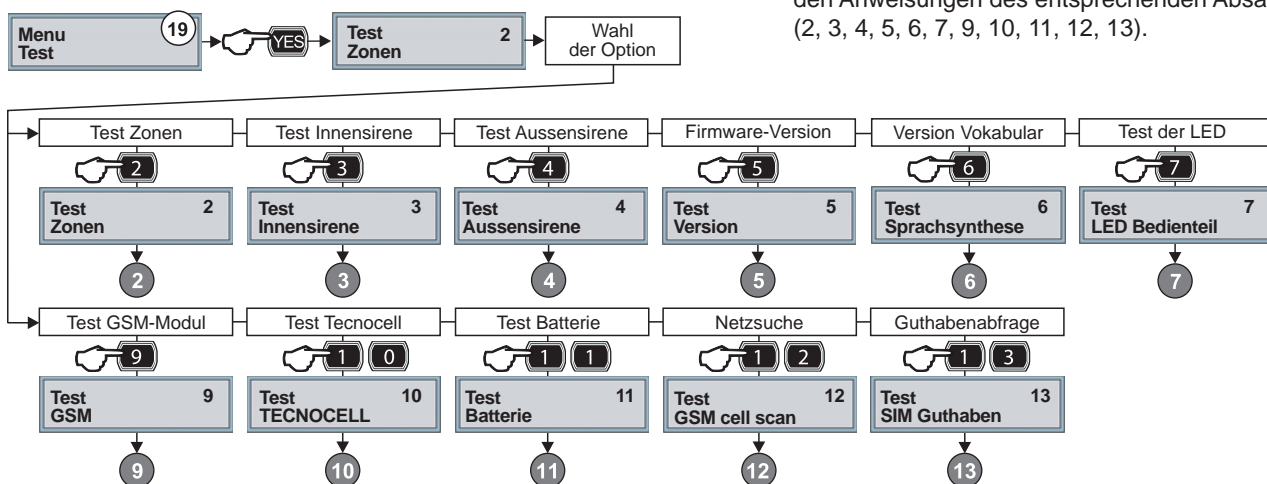 den Anweisungen des entsprechenden Absa
(2, 3, 4, 5, 6, 7, 9, 10, 11, 12, 13).
Menu 19
Test
YES
Test 2
Zonen
Wahl
der Option
Test Zonen
Test Innensirene
Test Aussensirene
Firmware-Version
Version Vokabular
Test der LED
2
3
4
5
6
7
Test 2
Zonen
Test 3
Innensirene
Test 4
Aussensirene
Test 5
Version
Test 6
Sprachsynthese
Test 7
LED Bedienteil
2
3
4
5
6
7
Test GSM-Modul
Test Tecnocell
Test Batterie
Netzsuche
Guthabenabfrage
9
1 0
1 1
1 2
1 3
Test 9
GSM
Test 10
TECNOCELL
Test 11
Batterie
Test 12
GSM cell scan
Test 13
SIM Guthaben
9
10
11
12
13